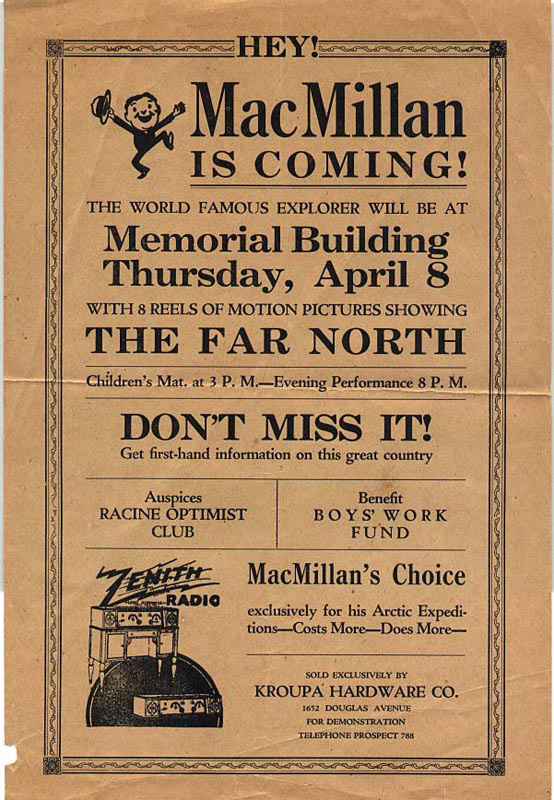 HEY!
MacMillan
IS COMING!
THE WORLD FAMOUS EXPLORER WILL BE AT
Memorial Building
Thursday, April 8
WITH 8 REELS OF MOTION PICTURES SHOWING
THE FAR NORTH
Children's Mat. at 3 P. M.—Evening Performance 8 P. M.
DON'T MISS IT!
Get first-hand information on this great country
Auspices
RACINE OPTIMIST
CLUB
Benefit
BOYS' WORK
FUND
ZENITH
RADIO
MacMillan's Choice
exclusively for his Arctic Expedi-
tions—Costs More—Does More—
SOLD EXCLUSIVELY BY
KROUPA HARDWARE CO.
1652 DOUGLAS AVENUE
FOR DEMONSTRATION
TELEPHONE PROSPECT 788